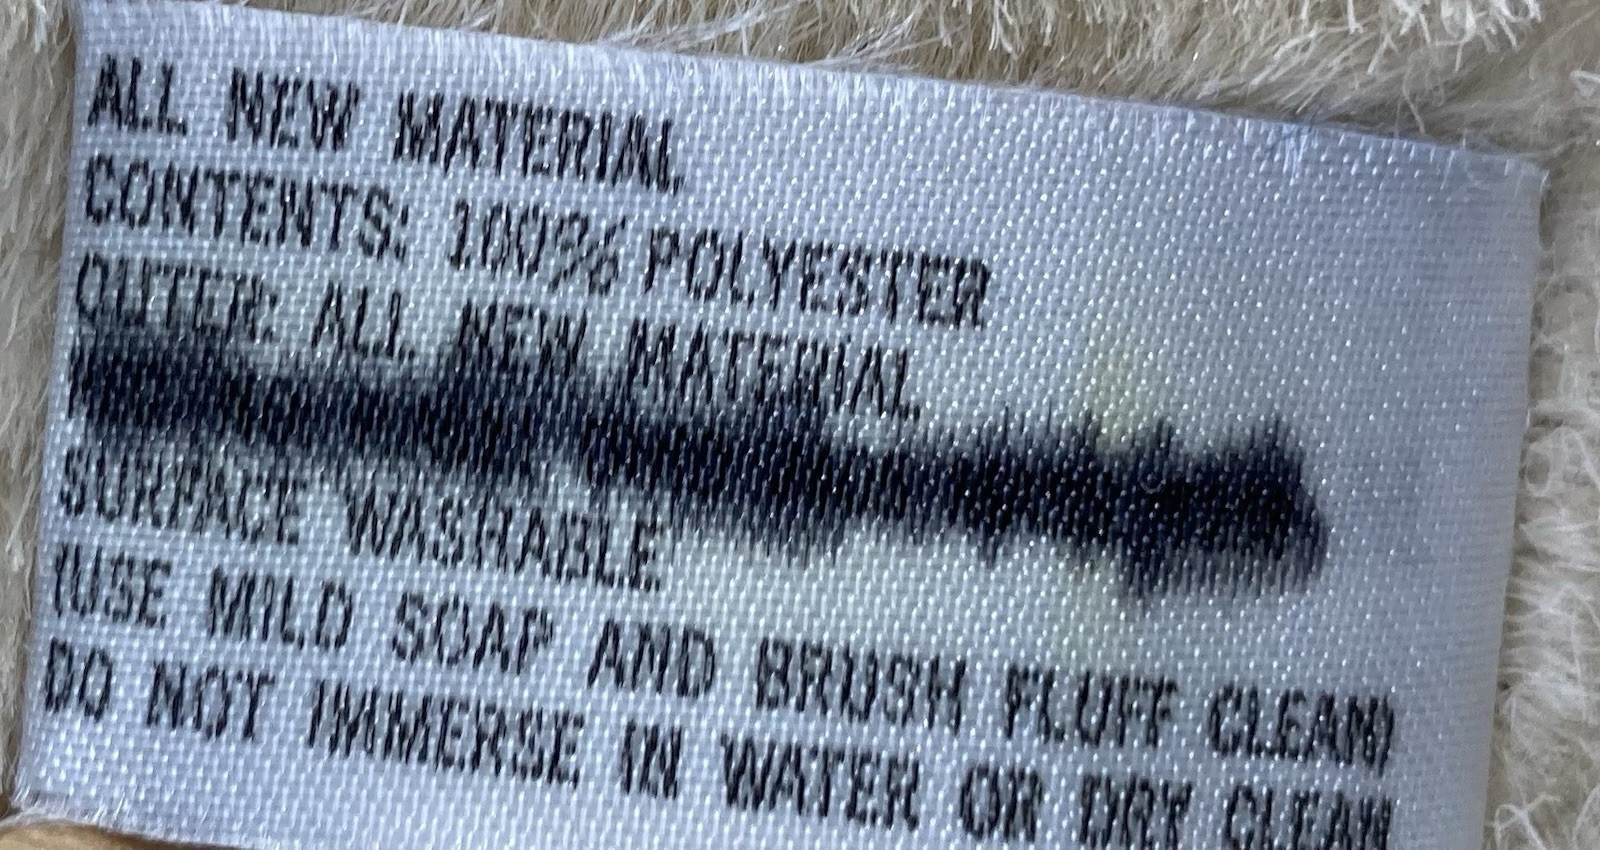 ALL NEW MATERIAL
CONTENTS: 100% POLYESTER
OUTER: ALL NEW MATERIAL
SURFACE WASHABLE
(USE MILD SOAP AND BRUSH FLUFF CLEAN)
DO NOT IMMERSE IN WATER OR DRY CLEAN